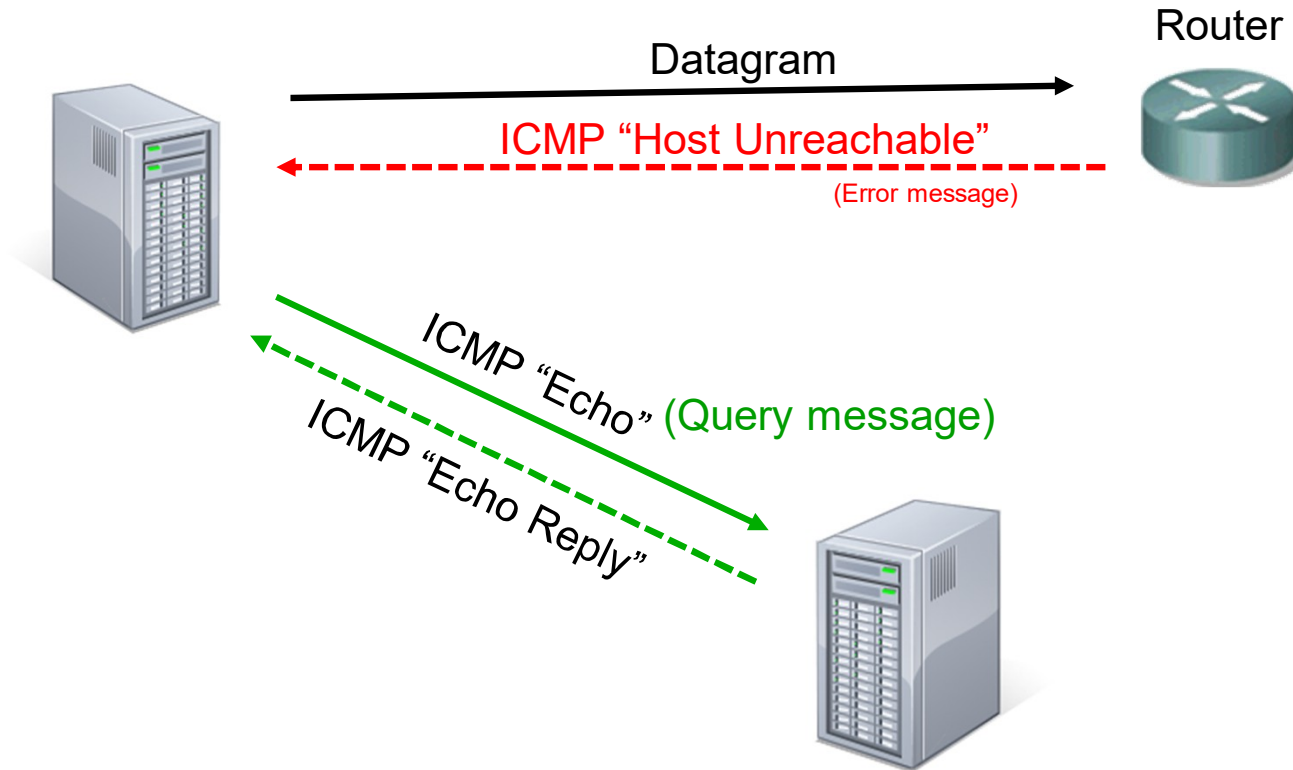 Router
Datagram
ICMP “Host Unreachable”
(Error message)
ICMP “Echo” (Query message)
ICMP “Echo Reply”